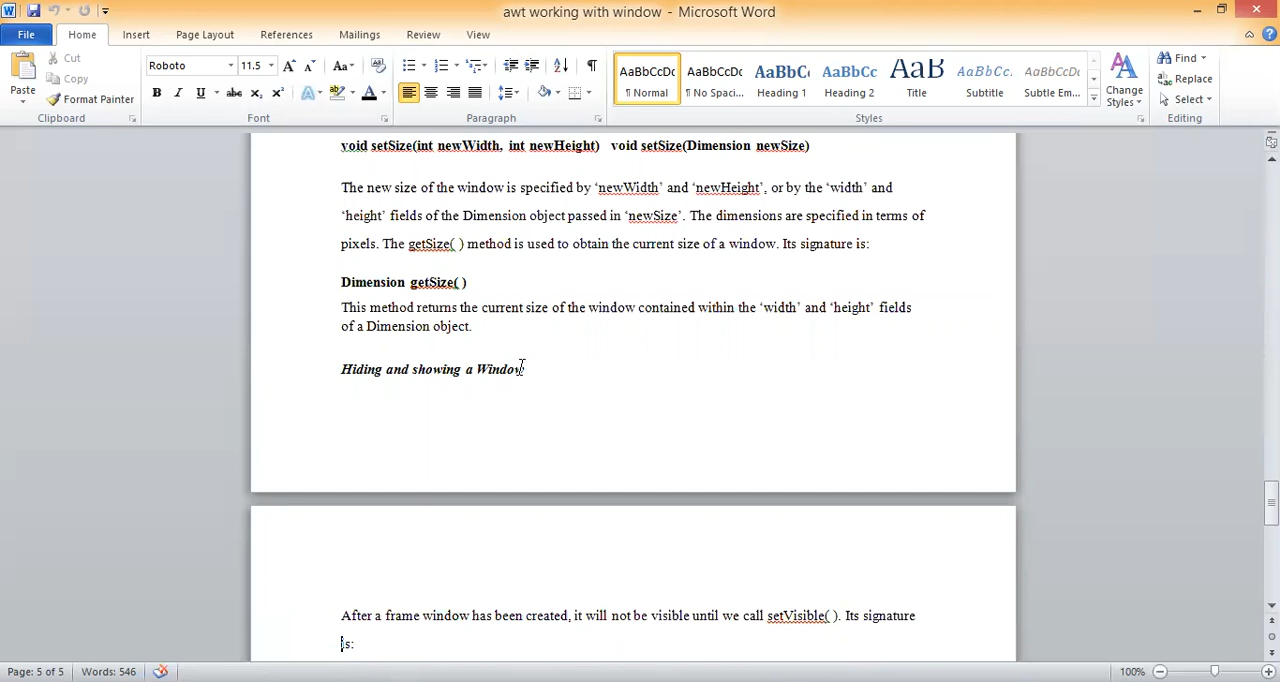 awt working with window - Microsoft Word
File Home Insert Page Layout References Mailings Review View
Cut
Copy
Format Painter
Paste
Clipboard
Roboto 11.5
Font
Paragraph
AaBbCcDc AaBbCcDc AaBbCc AaBbCc AaB AaBbCc. AaBbCcDc
¶ Normal ¶ No Spaci... Heading 1 Heading 2 Title Subtitle Subtle Em...
Change Styles
Styles
Find
Replace
Select
Editing
void setSize(int newWidth, int newHeight) void setSize(Dimension newSize)
The new size of the window is specified by ‘newWidth’ and ‘newHeight’, or by the ‘width’ and
‘height’ fields of the Dimension object passed in ‘newSize’. The dimensions are specified in terms of
pixels. The getSize( ) method is used to obtain the current size of a window. Its signature is:
Dimension getSize( )
This method returns the current size of the window contained within the ‘width’ and ‘height’ fields
of a Dimension object.
Hiding and showing a Window
After a frame window has been created, it will not be visible until we call setVisible( ). Its signature
is:
Page: 5 of 5 Words: 546 100%